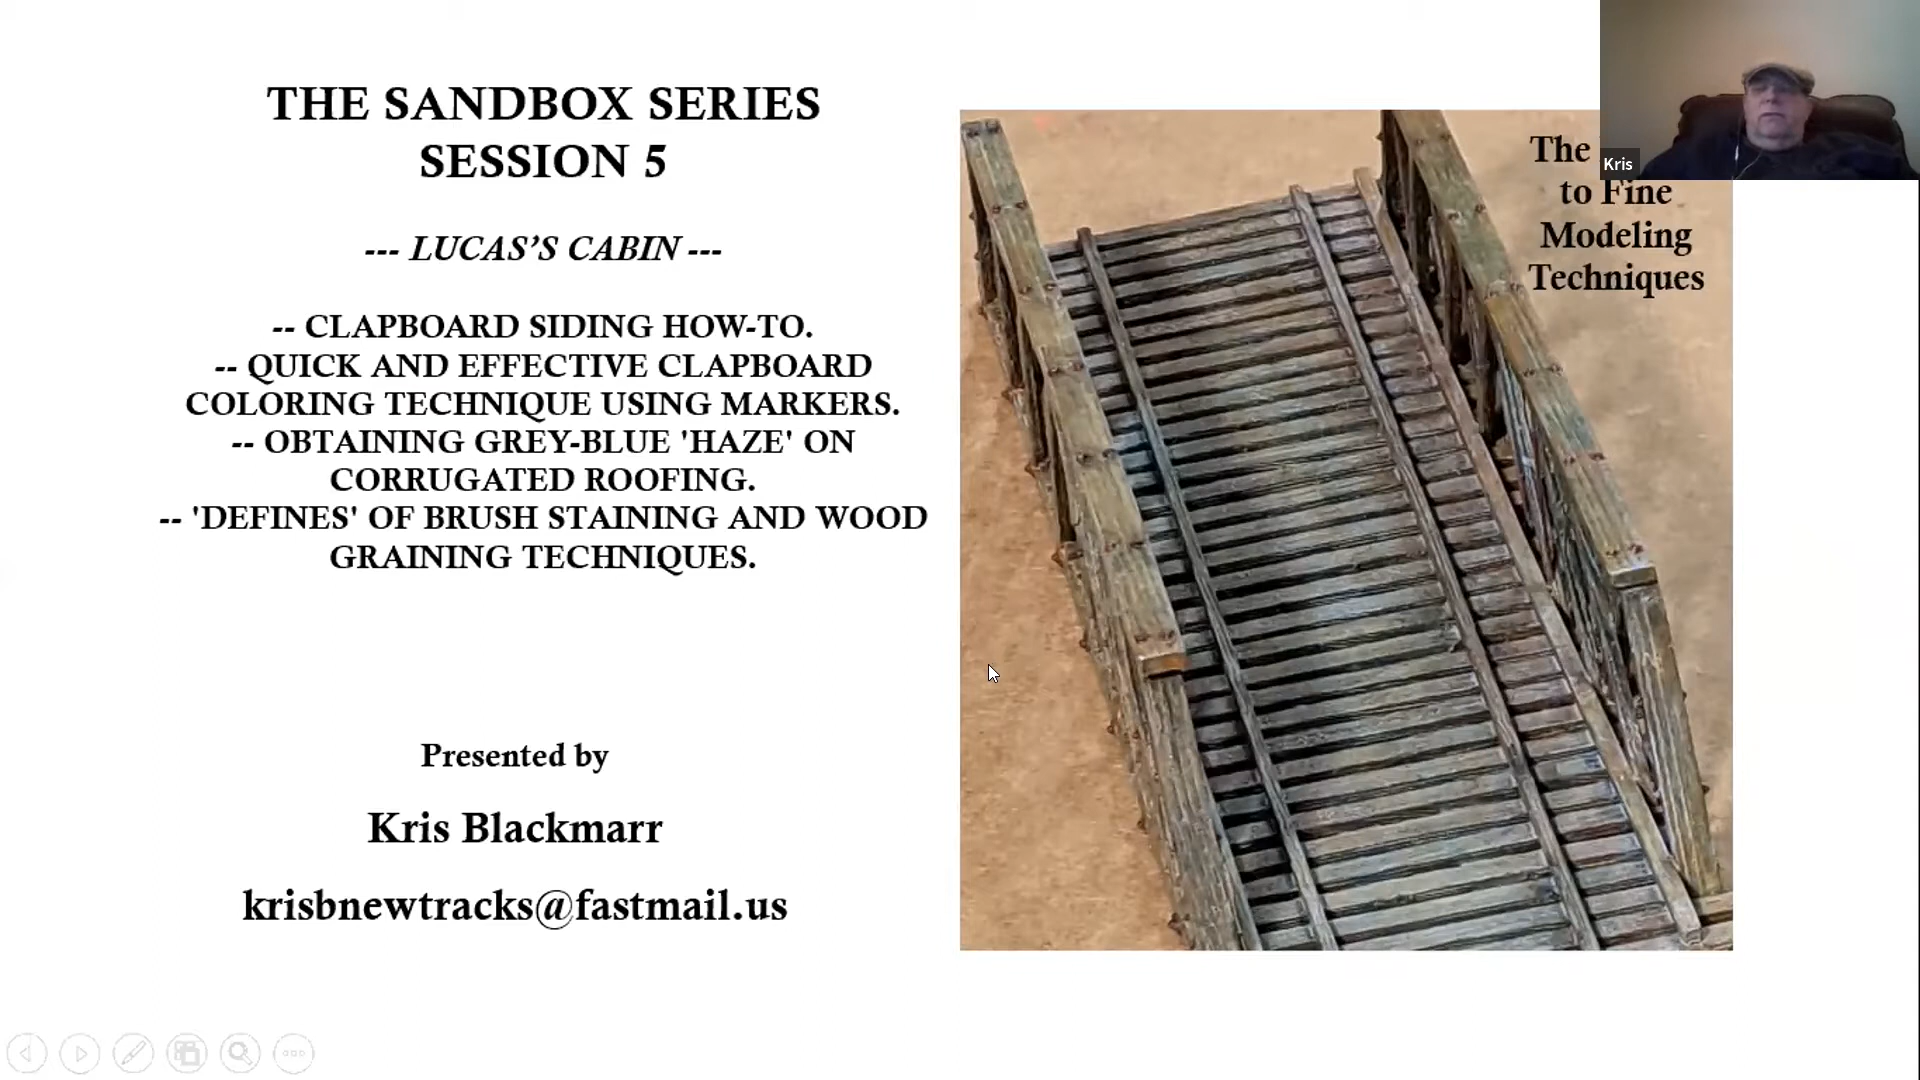 THE SANDBOX SERIES
SESSION 5
--- LUCAS’S CABIN ---
-- CLAPBOARD SIDING HOW-TO.
-- QUICK AND EFFECTIVE CLAPBOARD
COLORING TECHNIQUE USING MARKERS.
-- OBTAINING GREY-BLUE 'HAZE' ON
CORRUGATED ROOFING.
-- 'DEFINES' OF BRUSH STAINING AND WOOD
GRAINING TECHNIQUES.
Presented by
Kris Blackmarr
krisbnewtracks@fastmail.us
The
to Fine
Modeling
Techniques
Kris